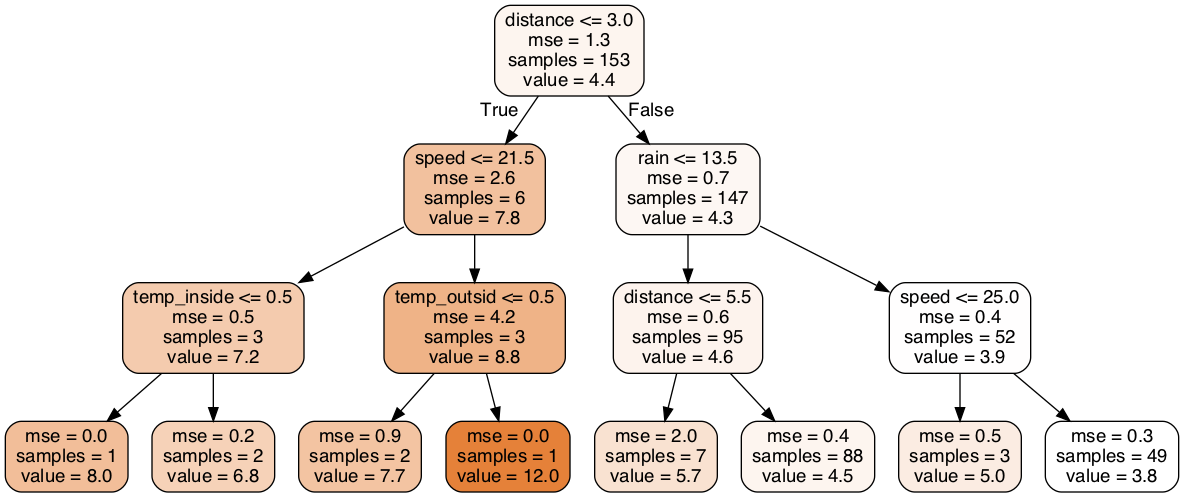 distance <= 3.0
mse = 1.3
samples = 153
value = 4.4
True
False
speed <= 21.5
mse = 2.6
samples = 6
value = 7.8
rain <= 13.5
mse = 0.7
samples = 147
value = 4.3
temp_inside <= 0.5
mse = 0.5
samples = 3
value = 7.2
temp_outsid <= 0.5
mse = 4.2
samples = 3
value = 8.8
distance <= 5.5
mse = 0.6
samples = 95
value = 4.6
speed <= 25.0
mse = 0.4
samples = 52
value = 3.9
mse = 0.0
samples = 1
value = 8.0
mse = 0.2
samples = 2
value = 6.8
mse = 0.9
samples = 2
value = 7.7
mse = 0.0
samples = 1
value = 12.0
mse = 2.0
samples = 7
value = 5.7
mse = 0.4
samples = 88
value = 4.5
mse = 0.5
samples = 3
value = 5.0
mse = 0.3
samples = 49
value = 3.8